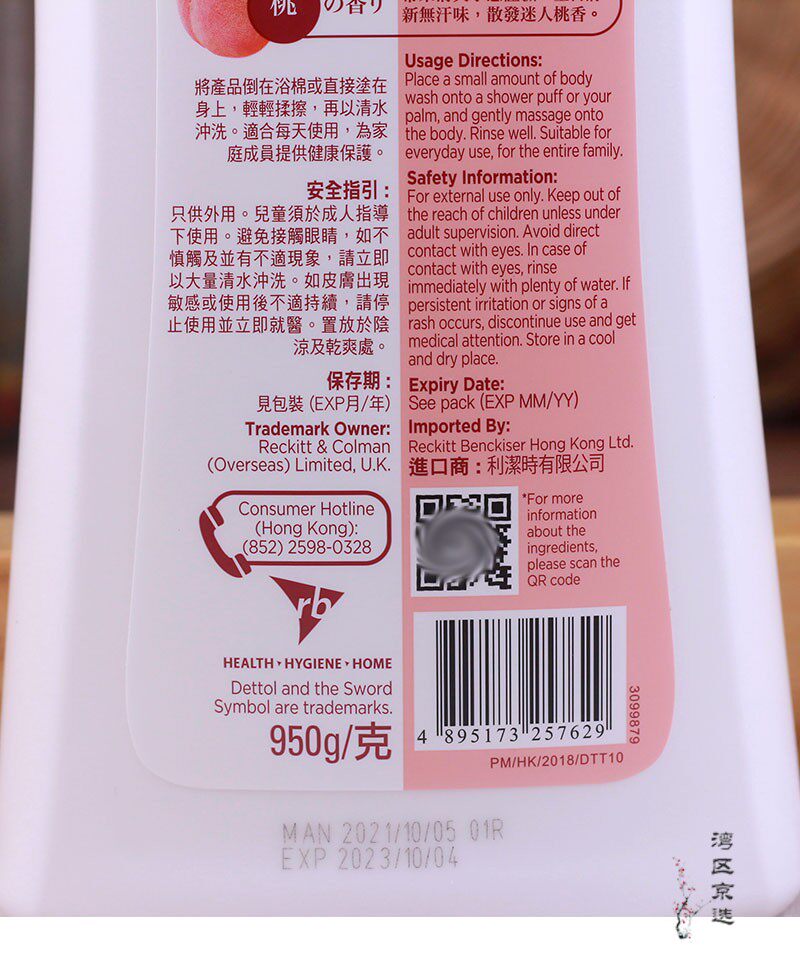 桃
の香り
新無汗味，散發迷人桃香。
將產品倒在浴棉或直接塗在
身上，輕輕揉擦，再以清水
沖洗。適合每天使用，為家
庭成員提供健康保護。
安全指引：
只供外用。兒童須於成人指導
下使用。避免接觸眼睛，如不
慎觸及並有不適現象，請立即
以大量清水沖洗。如皮膚出現
敏感或使用後不適持續，請停
止使用並立即就醫。置放於陰
涼及乾爽處。
保存期：
見包裝 (EXP月/年)
Trademark Owner:
Reckitt & Colman
(Overseas) Limited, U.K.
Consumer Hotline
(Hong Kong):
(852) 2598-0328
rb
HEALTH • HYGIENE • HOME
Dettol and the Sword
Symbol are trademarks.
950g/克
Usage Directions:
Place a small amount of body
wash onto a shower puff or your
palm, and gently massage onto
the body. Rinse well. Suitable for
everyday use, for the entire family.
Safety Information:
For external use only. Keep out of
the reach of children unless under
adult supervision. Avoid direct
contact with eyes. In case of
contact with eyes, rinse
immediately with plenty of water. If
persistent irritation or signs of a
rash occurs, discontinue use and get
medical attention. Store in a cool
and dry place.
Expiry Date:
See pack (EXP MM/YY)
Imported By:
Reckitt Benckiser Hong Kong Ltd.
進口商：利潔時有限公司
*For more
information
about the
ingredients,
please scan the
QR code
4 895173 257629
3099879
PM/HK/2018/DTT10
MAN 2021/10/05 01R
EXP 2023/10/04
湾区京选